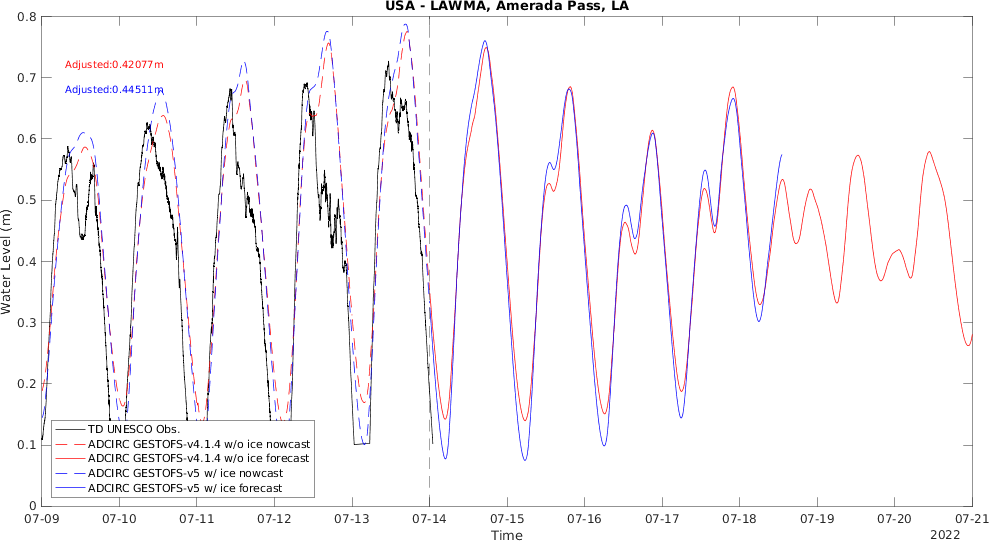 USA - LAWMA, Amerada Pass, LA
0.8
0.7
0.6
0.5
0.4
0.3
0.2
0.1
0
Water Level (m)
Adjusted:0.42077m
Adjusted:0.44511m
TD UNESCO Obs.
ADCIRC GESTOFS-v4.1.4 w/o ice nowcast
ADCIRC GESTOFS-v4.1.4 w/o ice forecast
ADCIRC GESTOFS-v5 w/ ice nowcast
ADCIRC GESTOFS-v5 w/ ice forecast
07-09 07-10 07-11 07-12 07-13 07-14 07-15 07-16 07-17 07-18 07-19 07-20 07-21
Time
2022